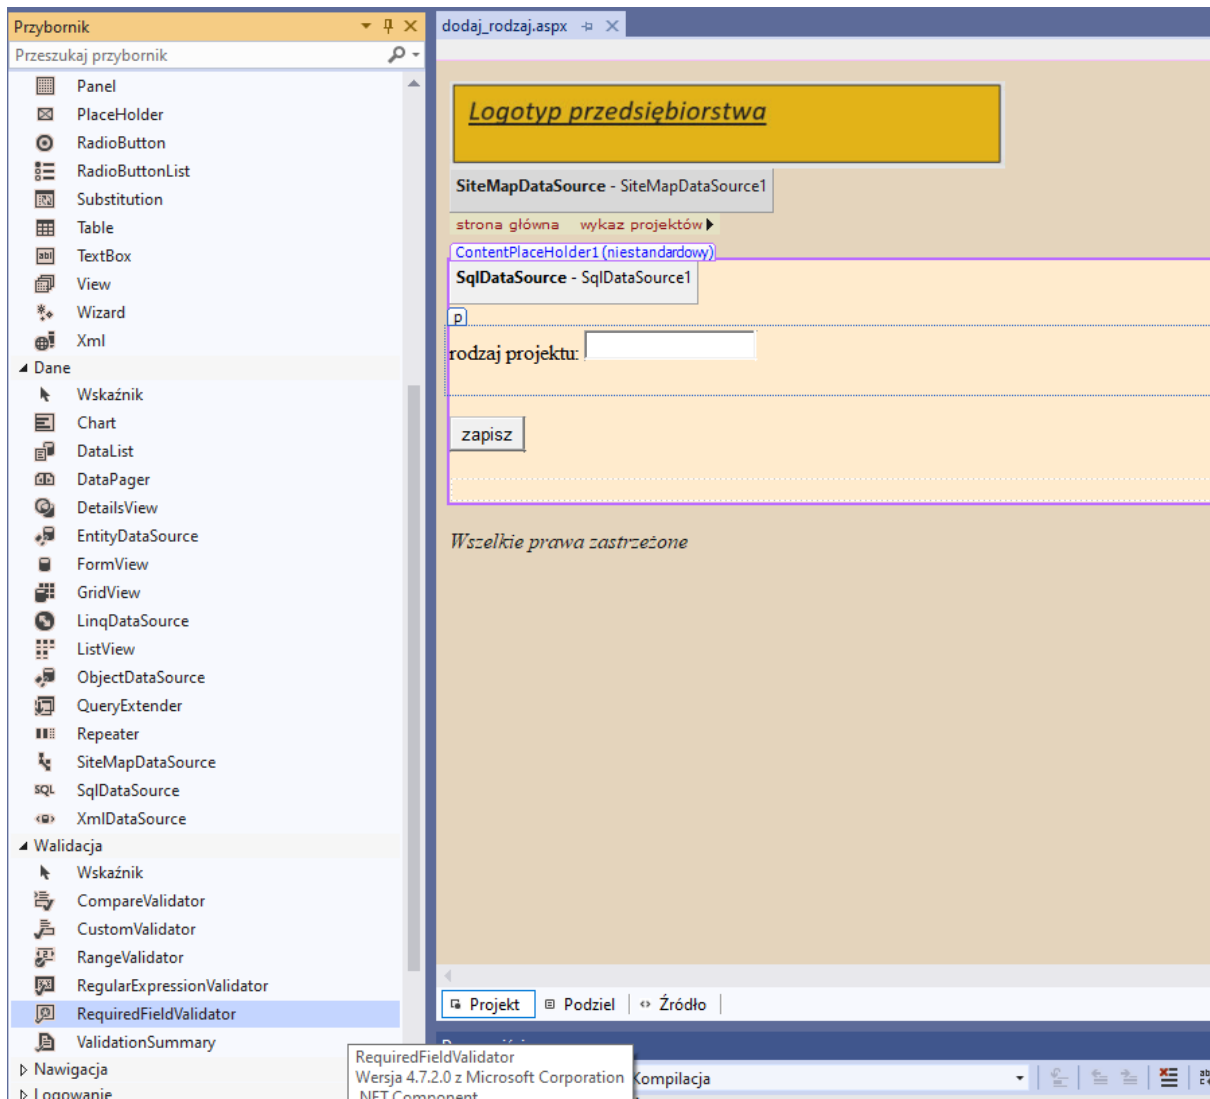 Przybornik
Przeszukaj przybornik
Panel
PlaceHolder
RadioButton
RadioButtonList
Substitution
Table
TextBox
View
Wizard
Xml
Dane
Wskaźnik
Chart
DataList
DataPager
DetailsView
EntityDataSource
FormView
GridView
LinqDataSource
ListView
ObjectDataSource
QueryExtender
Repeater
SiteMapDataSource
SqlDataSource
XmlDataSource
Walidacja
Wskaźnik
CompareValidator
CustomValidator
RangeValidator
RegularExpressionValidator
RequiredFieldValidator
ValidationSummary
Nawigacja
Logowanie
RequiredFieldValidator
Wersja 4.7.2.0 z Microsoft Corporation
.NET Component
dodaj_rodzaj.aspx
Logotyp przedsiębiorstwa
SiteMapDataSource - SiteMapDataSource1
strona główna wykaz projektów
ContentPlaceHolder1 (niestandardowy)
SqlDataSource - SqlDataSource1
p
rodzaj projektu:
zapisz
Wszelkie prawa zastrzeżone
Projekt Podziel Źródło
Kompilacja